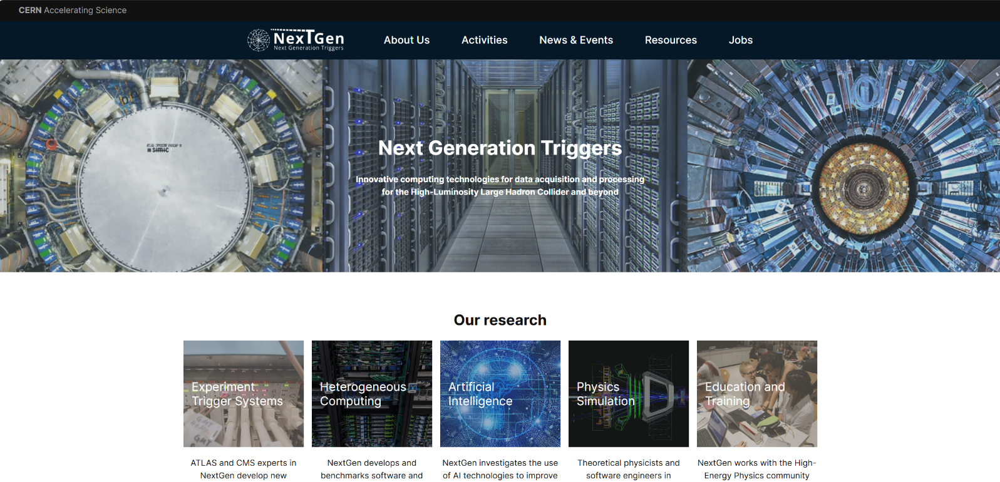 CERN Accelerating Science
NexTGen
Next Generation Triggers
About Us
Activities
News & Events
Resources
Jobs
SIMIC
Next Generation Triggers
Innovative computing technologies for data acquisition and processing
for the High-Luminosity Large Hadron Collider and beyond
Our research
Experiment
Trigger Systems
Heterogeneous
Computing
Artificial
Intelligence
Physics
Simulation
Education and
Training
ATLAS and CMS experts in
NextGen develop new
NextGen develops and
benchmarks software and
NextGen investigates the use
of AI technologies to improve
Theoretical physicists and
software engineers in
NextGen works with the High-
Energy Physics community